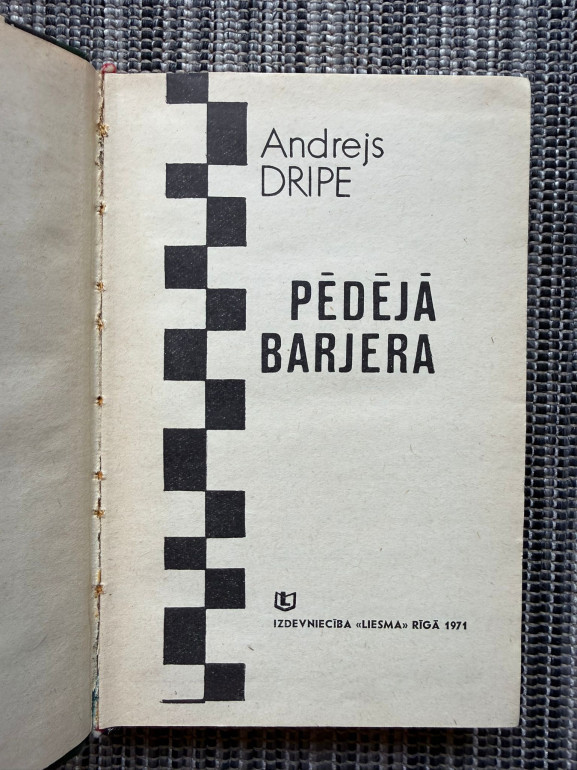 Andrejs
DRIPE
PĒDĒJĀ
BARJERA
IZDEVNIECĪBA «LIESMA» RĪGĀ 1971